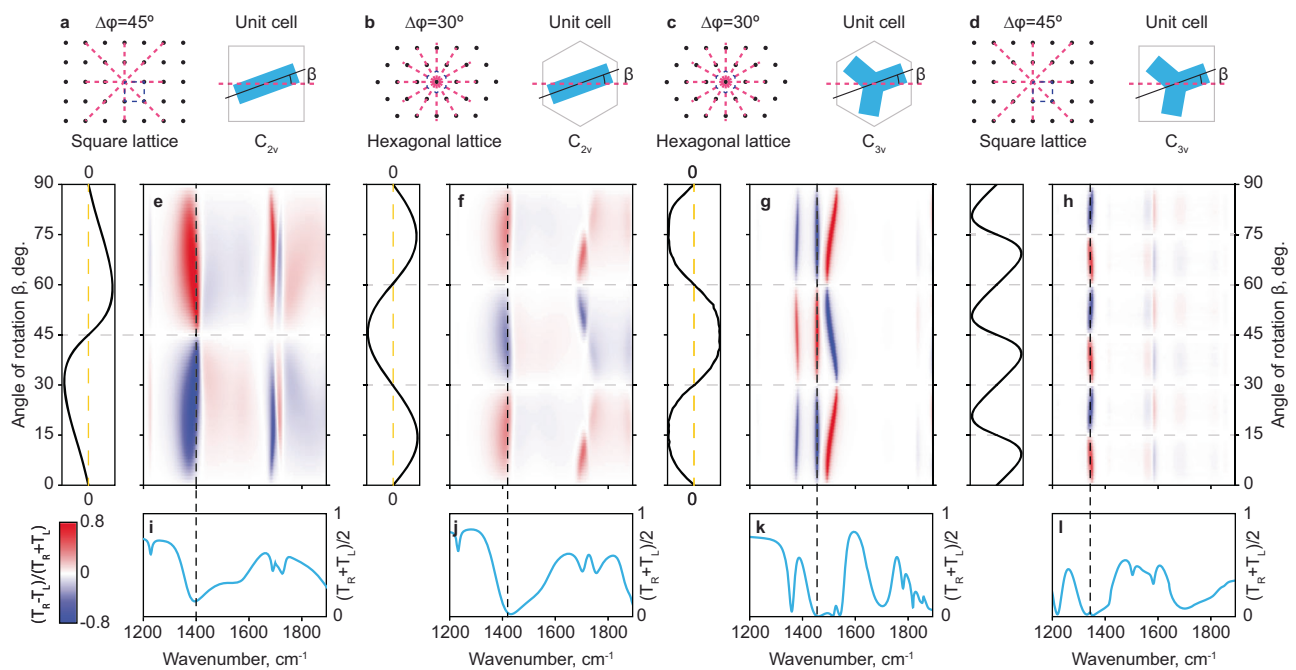 a Δφ=45º Unit cell b Δφ=30º Unit cell c Δφ=30º Unit cell d Δφ=45º Unit cell
β β β β
Square lattice C2v Hexagonal lattice C2v Hexagonal lattice C3v Square lattice C3v
0 0 0
90 e f g h 90
75 75
60 60
45 45
30 30
15 15
0 0
Angle of rotation β, deg.
Angle of rotation β, deg.
0 0 0
0.8
0
-0.8
(TR-TL)/(TR+TL)
i 1 j 1 k 1 l 1
0 0 0 0
(TR+TL)/2 (TR+TL)/2 (TR+TL)/2 (TR+TL)/2
1200 1400 1600 1800 1200 1400 1600 1800 1200 1400 1600 1800 1200 1400 1600 1800
Wavenumber, cm-1 Wavenumber, cm-1 Wavenumber, cm-1 Wavenumber, cm-1